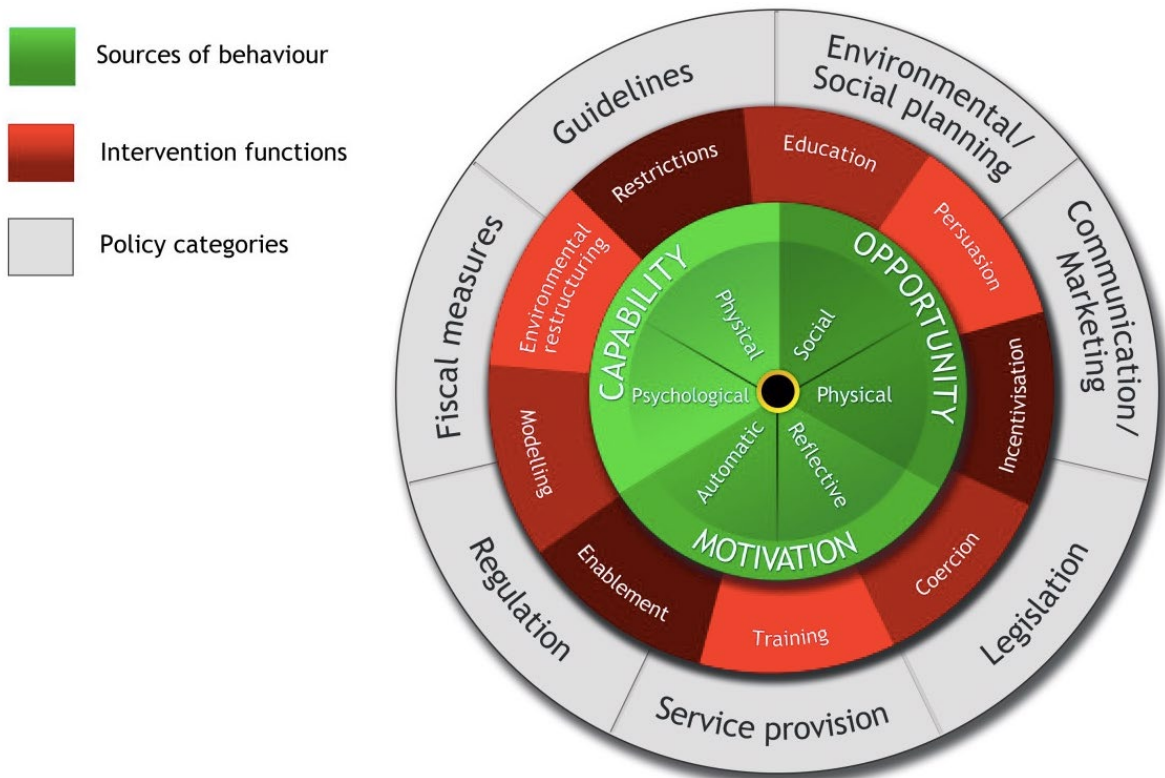 Sources of behaviour
Intervention functions
Policy categories
Guidelines
Environmental/
Social planning
Communication/
Marketing
Legislation
Service provision
Regulation
Fiscal measures
Restrictions
Education
Persuasion
Incentivisation
Coercion
Training
Enablement
Modelling
Environmental
restructuring
CAPABILITY
OPPORTUNITY
MOTIVATION
Physical
Social
Psychological
Physical
Automatic
Reflective